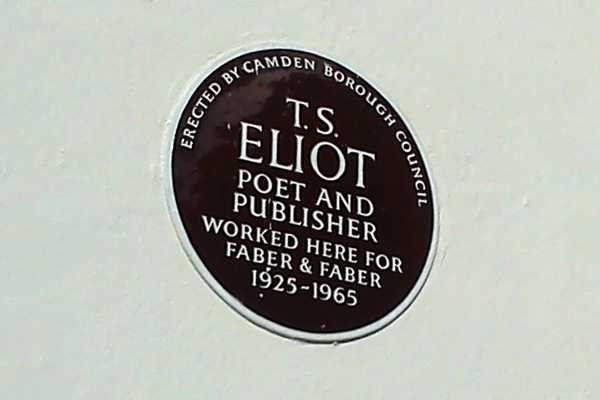 ERECTED BY CAMDEN BOROUGH COUNCIL
T.S.
ELIOT
POET AND
PUBLISHER
WORKED HERE FOR
FABER & FABER
1925~1965